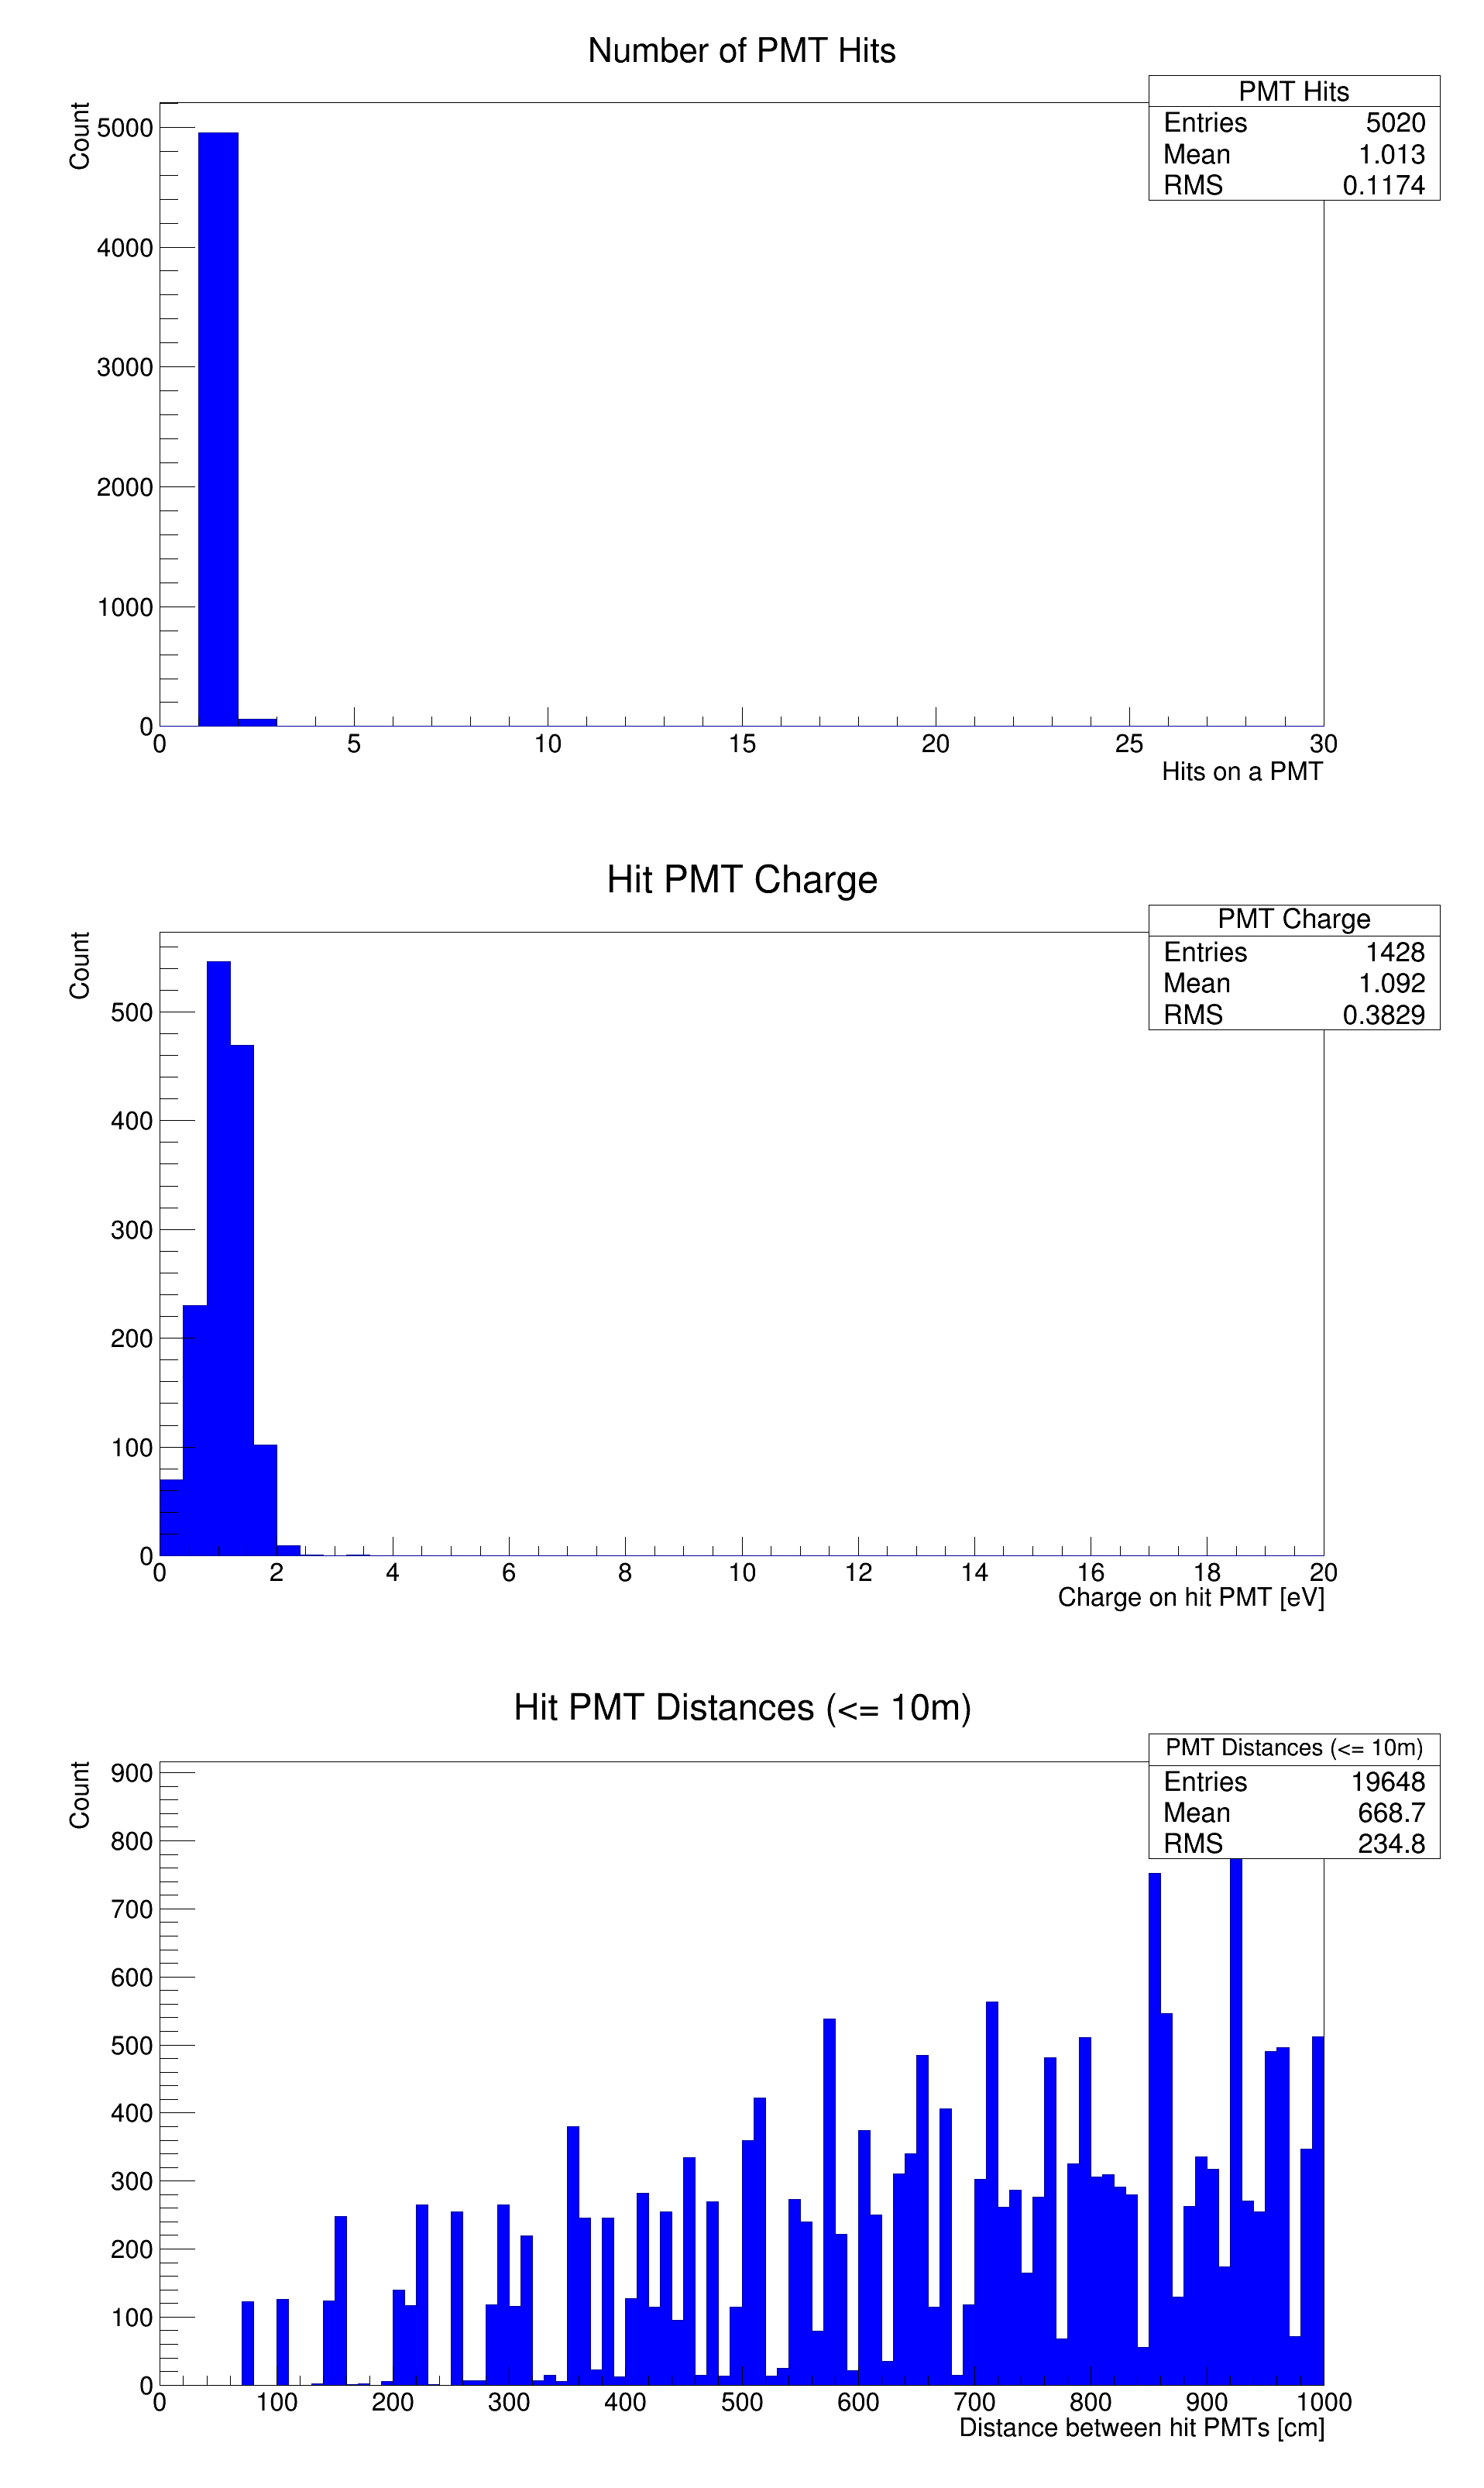 Number of PMT Hits
PMT Hits
Entries 5020
Mean 1.013
RMS 0.1174
Count
5000
4000
3000
2000
1000
0
0 5 10 15 20 25 30
Hits on a PMT
Hit PMT Charge
PMT Charge
Entries 1428
Mean 1.092
RMS 0.3829
Count
500
400
300
200
100
0
0 2 4 6 8 10 12 14 16 18 20
Charge on hit PMT [eV]
Hit PMT Distances (<= 10m)
PMT Distances (<= 10m)
Entries 19648
Mean 668.7
RMS 234.8
Count
900
800
700
600
500
400
300
200
100
0
0 100 200 300 400 500 600 700 800 900 1000
Distance between hit PMTs [cm]